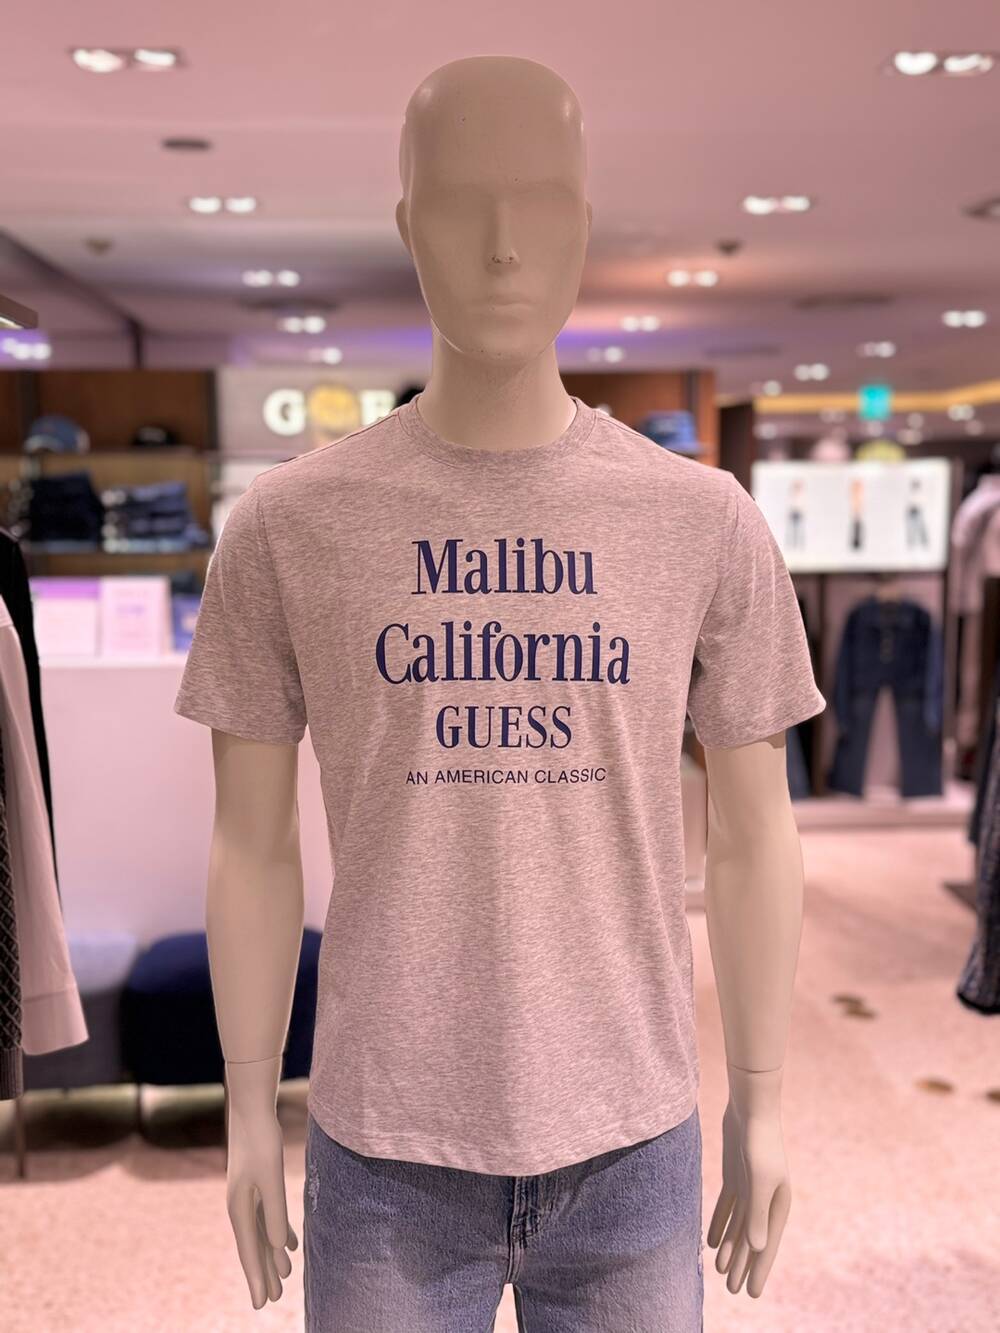 Malibu
California
GUESS
AN AMERICAN CLASSIC